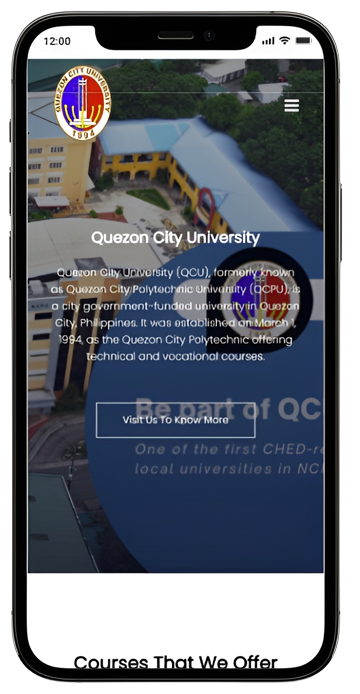 12:00
QUEZON CITY UNIVERSITY
1994
Quezon City University
Quezon City University (QCU), formerly known
as Quezon City Polytechnic University (QCPU), is
a city government-funded university in Quezon
City, Philippines. It was established on March 1,
1994, as the Quezon City Polytechnic offering
technical and vocational courses.
Be part of QC
Visit Us To Know More
One of the first CHED-re
local universities in NC
Courses That We Offer